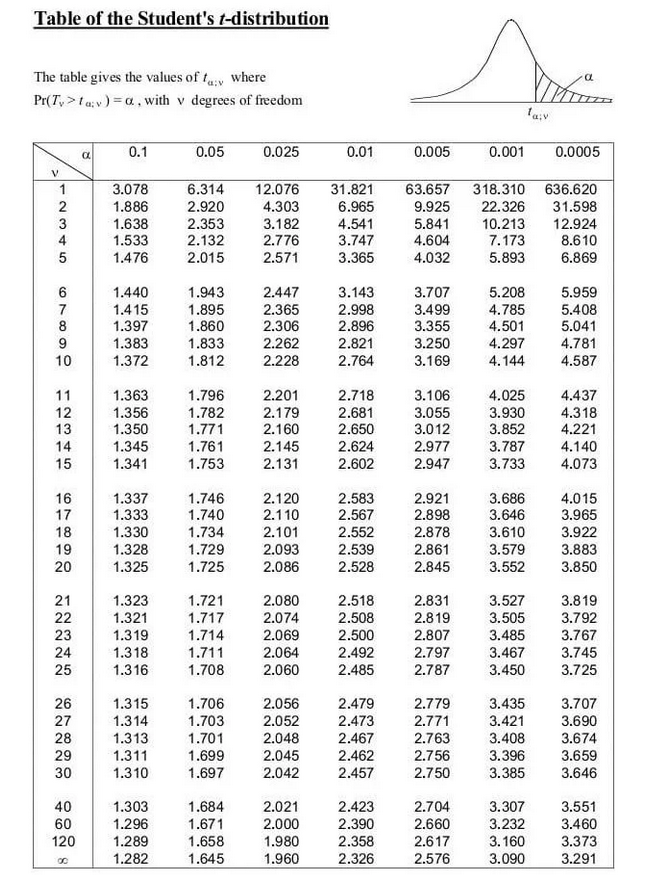 Table of the Student's t-distribution
The table gives the values of tα;ν where
Pr(Tν > tα;ν) = α, with ν degrees of freedom
α
tα;ν
α 0.1 0.05 0.025 0.01 0.005 0.001 0.0005
ν
1 3.078 6.314 12.076 31.821 63.657 318.310 636.620
2 1.886 2.920 4.303 6.965 9.925 22.326 31.598
3 1.638 2.353 3.182 4.541 5.841 10.213 12.924
4 1.533 2.132 2.776 3.747 4.604 7.173 8.610
5 1.476 2.015 2.571 3.365 4.032 5.893 6.869
6 1.440 1.943 2.447 3.143 3.707 5.208 5.959
7 1.415 1.895 2.365 2.998 3.499 4.785 5.408
8 1.397 1.860 2.306 2.896 3.355 4.501 5.041
9 1.383 1.833 2.262 2.821 3.250 4.297 4.781
10 1.372 1.812 2.228 2.764 3.169 4.144 4.587
11 1.363 1.796 2.201 2.718 3.106 4.025 4.437
12 1.356 1.782 2.179 2.681 3.055 3.930 4.318
13 1.350 1.771 2.160 2.650 3.012 3.852 4.221
14 1.345 1.761 2.145 2.624 2.977 3.787 4.140
15 1.341 1.753 2.131 2.602 2.947 3.733 4.073
16 1.337 1.746 2.120 2.583 2.921 3.686 4.015
17 1.333 1.740 2.110 2.567 2.898 3.646 3.965
18 1.330 1.734 2.101 2.552 2.878 3.610 3.922
19 1.328 1.729 2.093 2.539 2.861 3.579 3.883
20 1.325 1.725 2.086 2.528 2.845 3.552 3.850
21 1.323 1.721 2.080 2.518 2.831 3.527 3.819
22 1.321 1.717 2.074 2.508 2.819 3.505 3.792
23 1.319 1.714 2.069 2.500 2.807 3.485 3.767
24 1.318 1.711 2.064 2.492 2.797 3.467 3.745
25 1.316 1.708 2.060 2.485 2.787 3.450 3.725
26 1.315 1.706 2.056 2.479 2.779 3.435 3.707
27 1.314 1.703 2.052 2.473 2.771 3.421 3.690
28 1.313 1.701 2.048 2.467 2.763 3.408 3.674
29 1.311 1.699 2.045 2.462 2.756 3.396 3.659
30 1.310 1.697 2.042 2.457 2.750 3.385 3.646
40 1.303 1.684 2.021 2.423 2.704 3.307 3.551
60 1.296 1.671 2.000 2.390 2.660 3.232 3.460
120 1.289 1.658 1.980 2.358 2.617 3.160 3.373
∞ 1.282 1.645 1.960 2.326 2.576 3.090 3.291